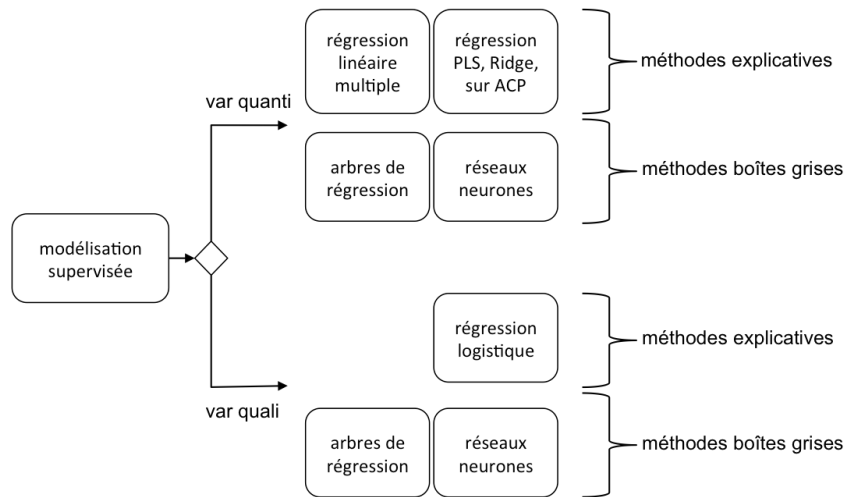 modélisation
supervisée
var quanti
régression
linéaire
multiple
régression
PLS, Ridge,
sur ACP
méthodes explicatives
arbres de
régression
réseaux
neurones
méthodes boîtes grises
var quali
régression
logistique
méthodes explicatives
arbres de
régression
réseaux
neurones
méthodes boîtes grises